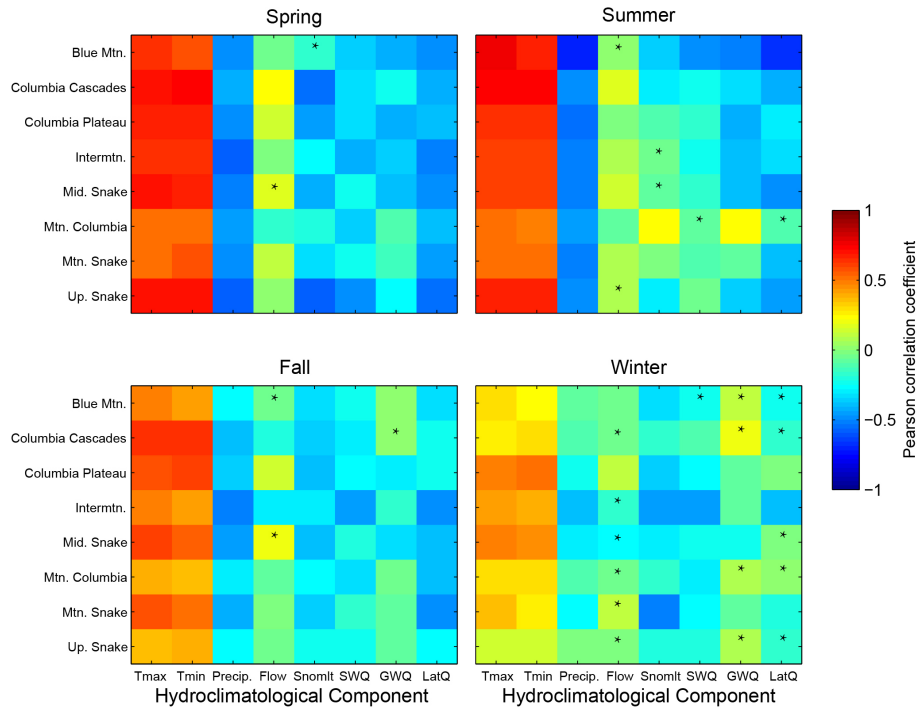 Spring
Summer
Blue Mtn.
Columbia Cascades
Columbia Plateau
Intermtn.
Mid. Snake
Mtn. Columbia
Mtn. Snake
Up. Snake
1
0.5
0
−0.5
−1
Pearson correlation coefficient
Fall
Winter
Blue Mtn.
Columbia Cascades
Columbia Plateau
Intermtn.
Mid. Snake
Mtn. Columbia
Mtn. Snake
Up. Snake
Tmax Tmin Precip. Flow Snomlt SWQ GWQ LatQ
Tmax Tmin Precip. Flow Snomlt SWQ GWQ LatQ
Hydroclimatological Component
Hydroclimatological Component